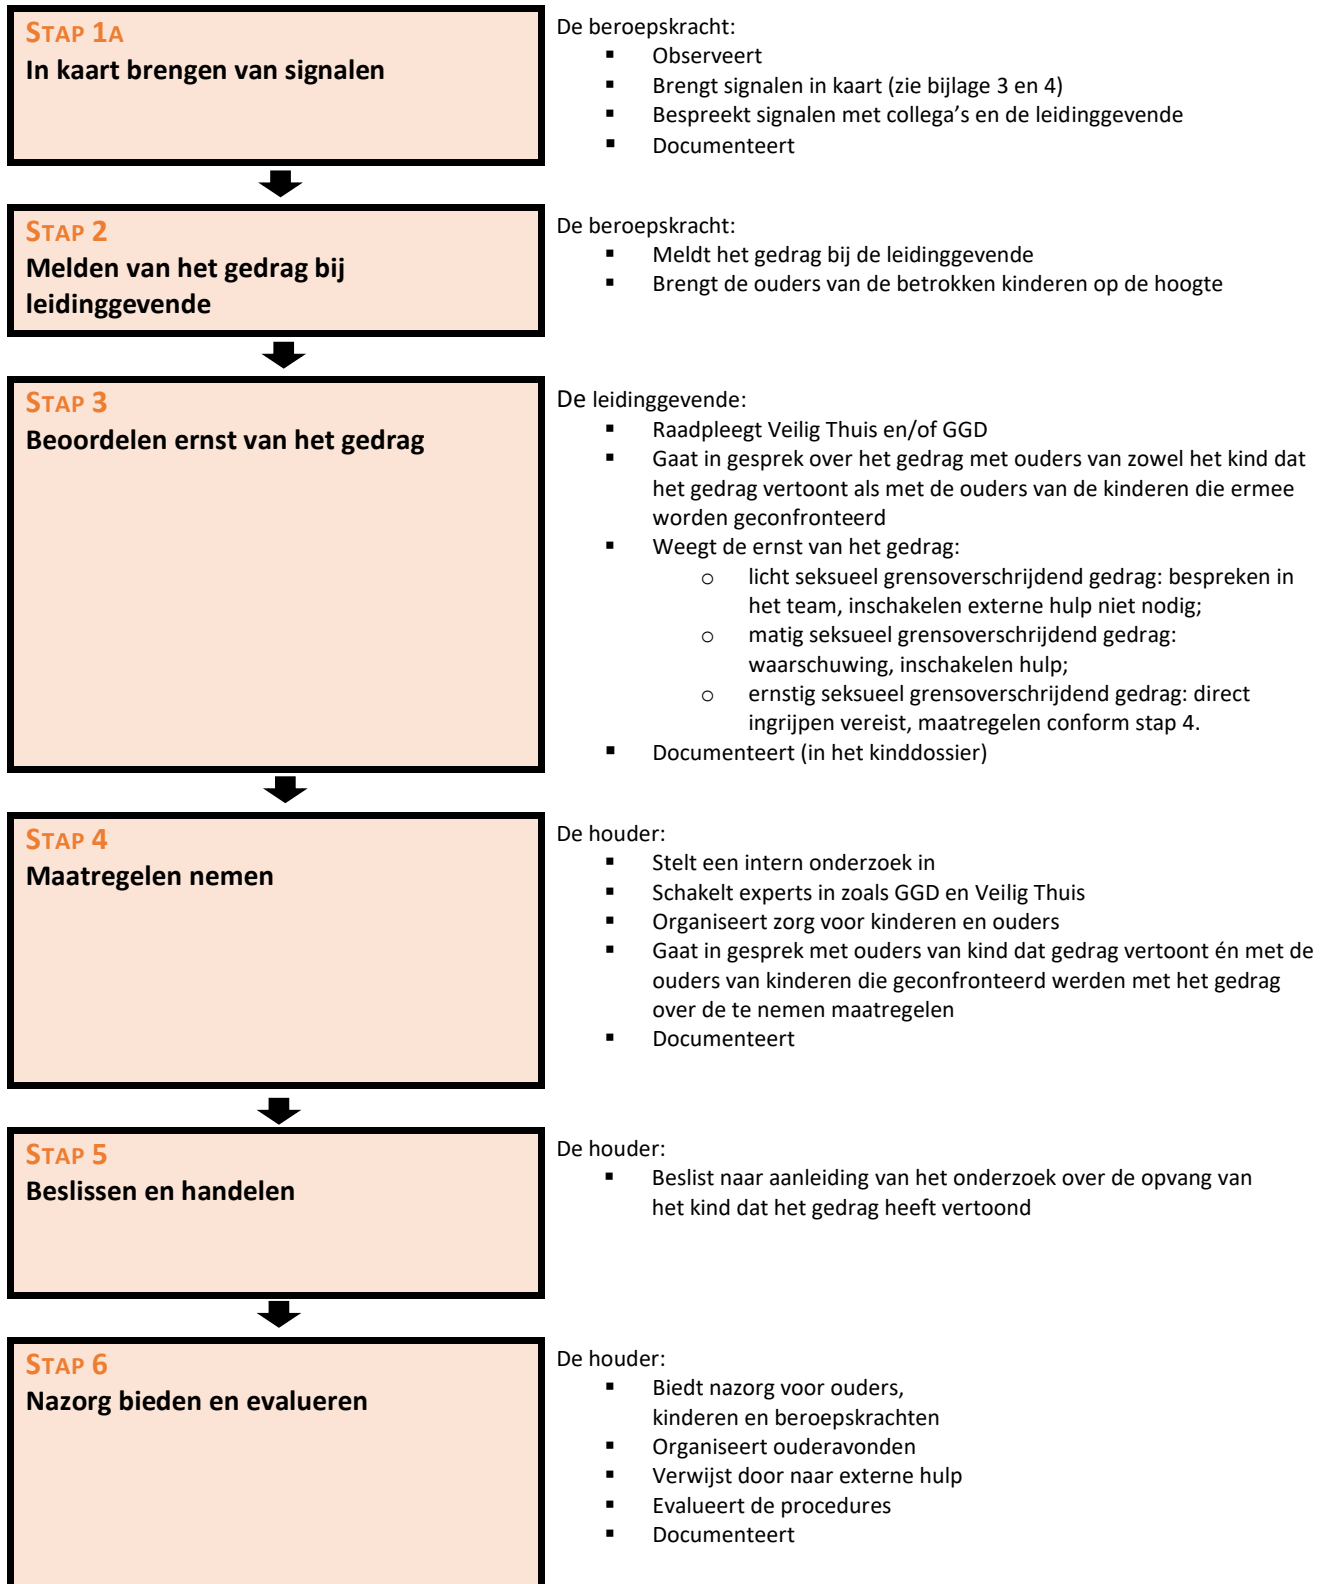 STAP 1A
In kaart brengen van signalen
De beroepskracht:
▪ Observeert
▪ Brengt signalen in kaart (zie bijlage 3 en 4)
▪ Bespreekt signalen met collega’s en de leidinggevende
▪ Documenteert
STAP 2
Melden van het gedrag bij
leidinggevende
De beroepskracht:
▪ Meldt het gedrag bij de leidinggevende
▪ Brengt de ouders van de betrokken kinderen op de hoogte
STAP 3
Beoordelen ernst van het gedrag
De leidinggevende:
▪ Raadpleegt Veilig Thuis en/of GGD
▪ Gaat in gesprek over het gedrag met ouders van zowel het kind dat
het gedrag vertoont als met de ouders van de kinderen die ermee
worden geconfronteerd
▪ Weegt de ernst van het gedrag:
o licht seksueel grensoverschrijdend gedrag: bespreken in
het team, inschakelen externe hulp niet nodig;
o matig seksueel grensoverschrijdend gedrag:
waarschuwing, inschakelen hulp;
o ernstig seksueel grensoverschrijdend gedrag: direct
ingrijpen vereist, maatregelen conform stap 4.
▪ Documenteert (in het kinddossier)
STAP 4
Maatregelen nemen
De houder:
▪ Stelt een intern onderzoek in
▪ Schakelt experts in zoals GGD en Veilig Thuis
▪ Organiseert zorg voor kinderen en ouders
▪ Gaat in gesprek met ouders van kind dat gedrag vertoont én met de
ouders van kinderen die geconfronteerd werden met het gedrag
over de te nemen maatregelen
▪ Documenteert
STAP 5
Beslissen en handelen
De houder:
▪ Beslist naar aanleiding van het onderzoek over de opvang van
het kind dat het gedrag heeft vertoond
STAP 6
Nazorg bieden en evalueren
De houder:
▪ Biedt nazorg voor ouders,
kinderen en beroepskrachten
▪ Organiseert ouderavonden
▪ Verwijst door naar externe hulp
▪ Evalueert de procedures
▪ Documenteert